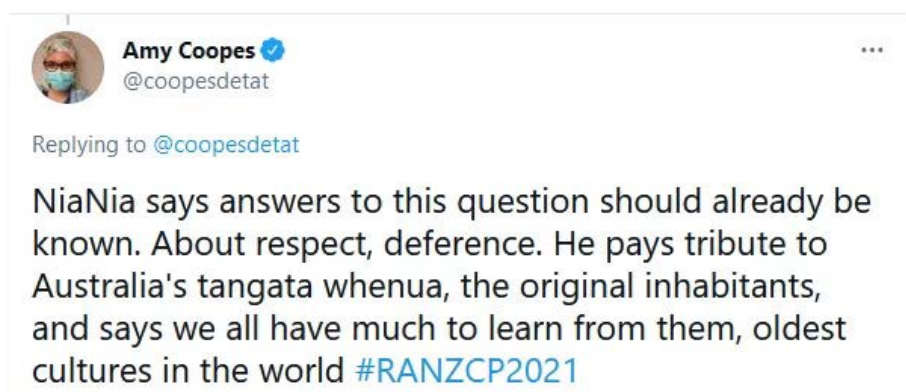 Amy Coopes
@coopesdetat
Replying to @coopesdetat
NiaNia says answers to this question should already be
known. About respect, deference. He pays tribute to
Australia's tangata whenua, the original inhabitants,
and says we all have much to learn from them, oldest
cultures in the world #RANZCP2021